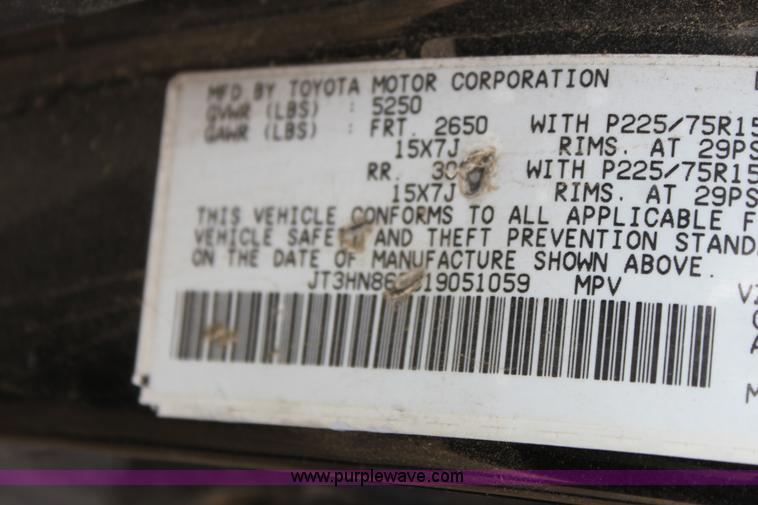 MFD BY TOYOTA MOTOR CORPORATION
GVWR (LBS) : 5250
GAWR (LBS) : FRT. 2650 WITH P225/75R15
15X7J RIMS. AT 29PS
RR. WITH P225/75R15
15X7J RIMS. AT 29PS
THIS VEHICLE CONFORMS TO ALL APPLICABLE F
VEHICLE AND THEFT PREVENTION STAND
ON THE DATE OF MANUFACTURE SHOWN ABOVE.
MPV
www.purplewave.com